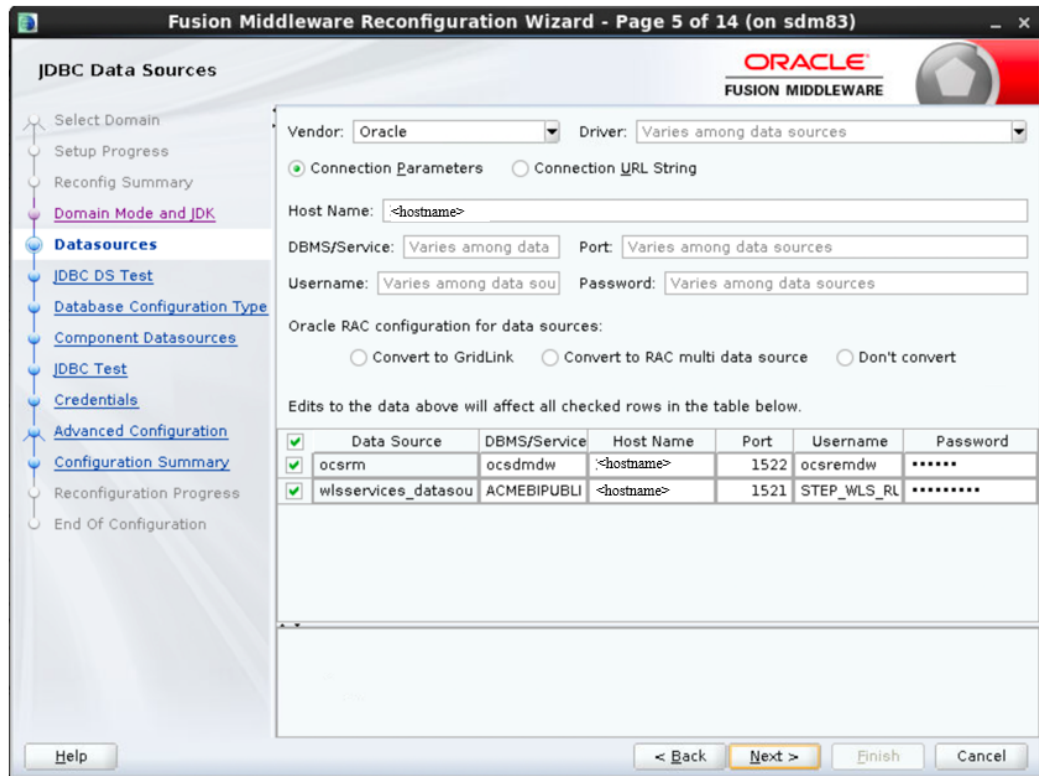 Fusion Middleware Reconfiguration Wizard - Page 5 of 14 (on sdm83)
JDBC Data Sources
ORACLE
FUSION MIDDLEWARE
Select Domain
Setup Progress
Reconfig Summary
Domain Mode and JDK
Datasources
JDBC DS Test
Database Configuration Type
Component Datasources
JDBC Test
Credentials
Advanced Configuration
Configuration Summary
Reconfiguration Progress
End Of Configuration
Vendor: Oracle Driver: Varies among data sources
Connection Parameters Connection URL String
Host Name: <hostname>
DBMS/Service: Varies among data Port: Varies among data sources
Username: Varies among data sou Password: Varies among data sources
Oracle RAC configuration for data sources:
Convert to GridLink Convert to RAC multi data source Don't convert
Edits to the data above will affect all checked rows in the table below.
Data Source DBMS/Service Host Name Port Username Password
ocsrm ocsdmdw <hostname> 1522 ocsremdw ••••••
wlsservices_datasou ACMEBIPUBLI <hostname> 1521 STEP_WLS_RU •••••••••
Help < Back Next > Finish Cancel